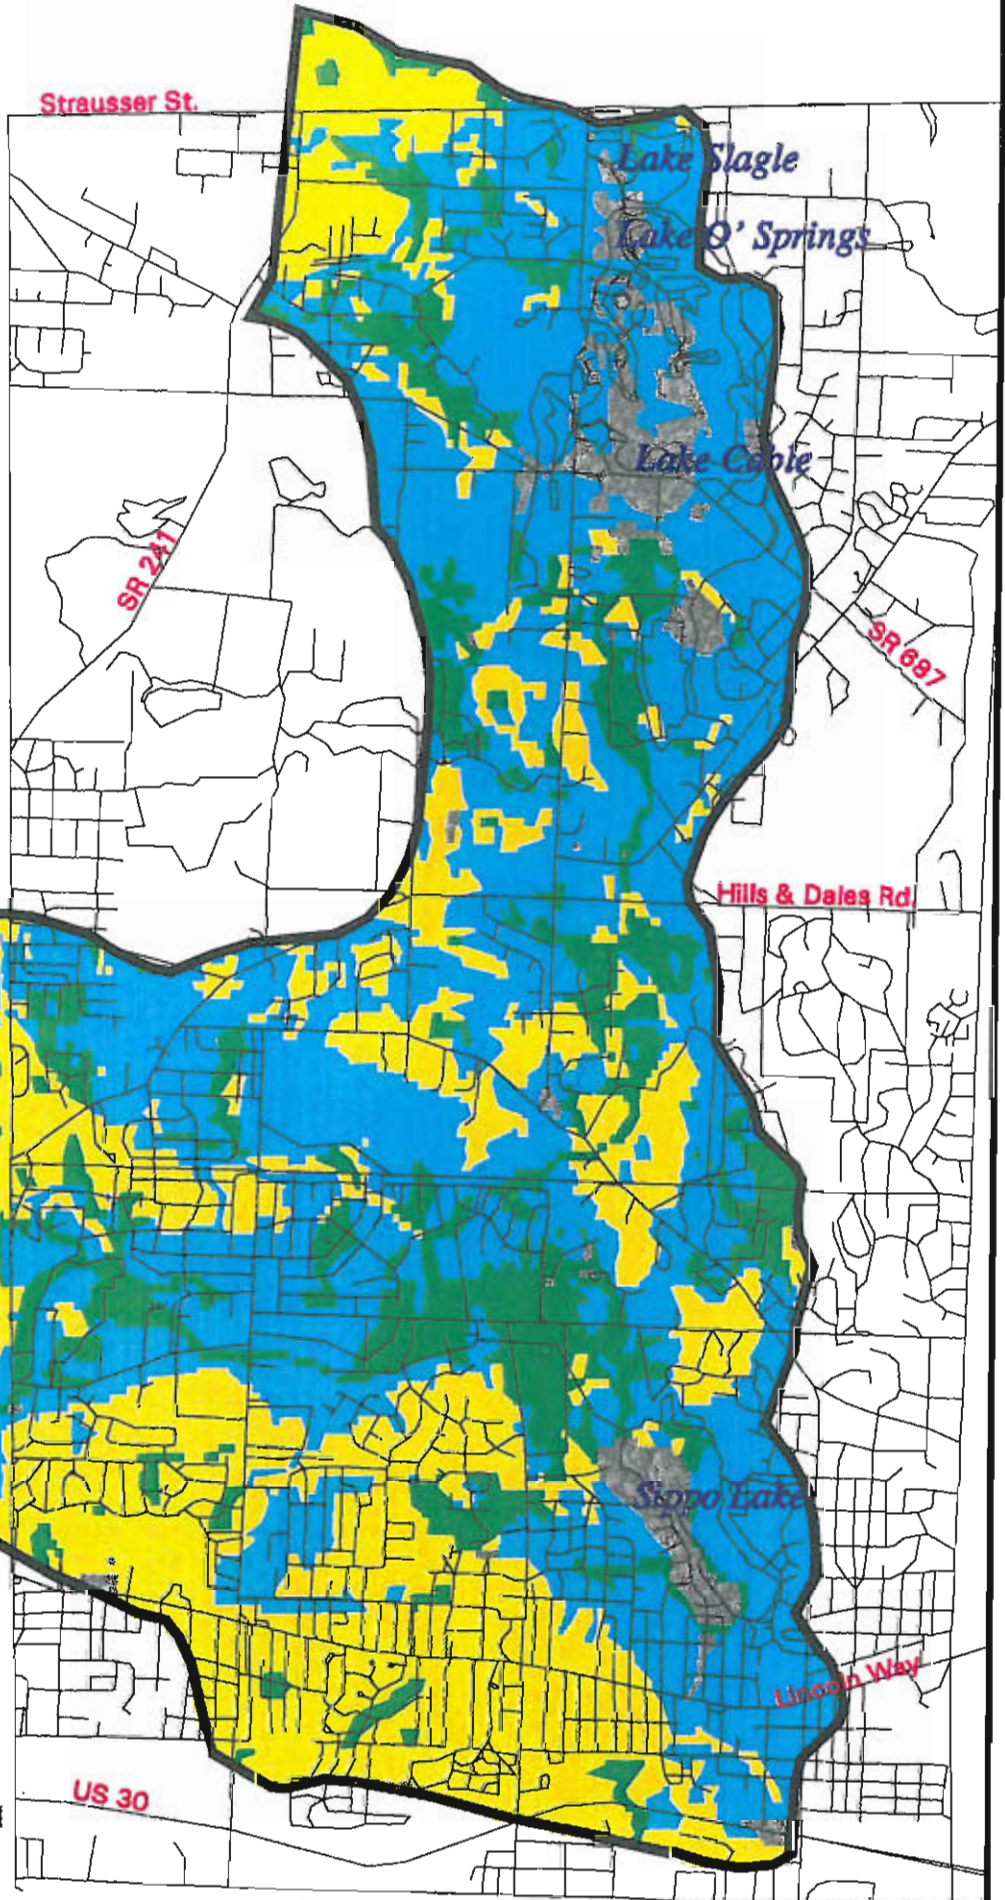 Strausser St.
Lake Slagle
Lake O' Springs
Lake Cable
SR 241
SR 687
Hills & Dales Rd.
Sippo Lake
Lincoln Way
US 30